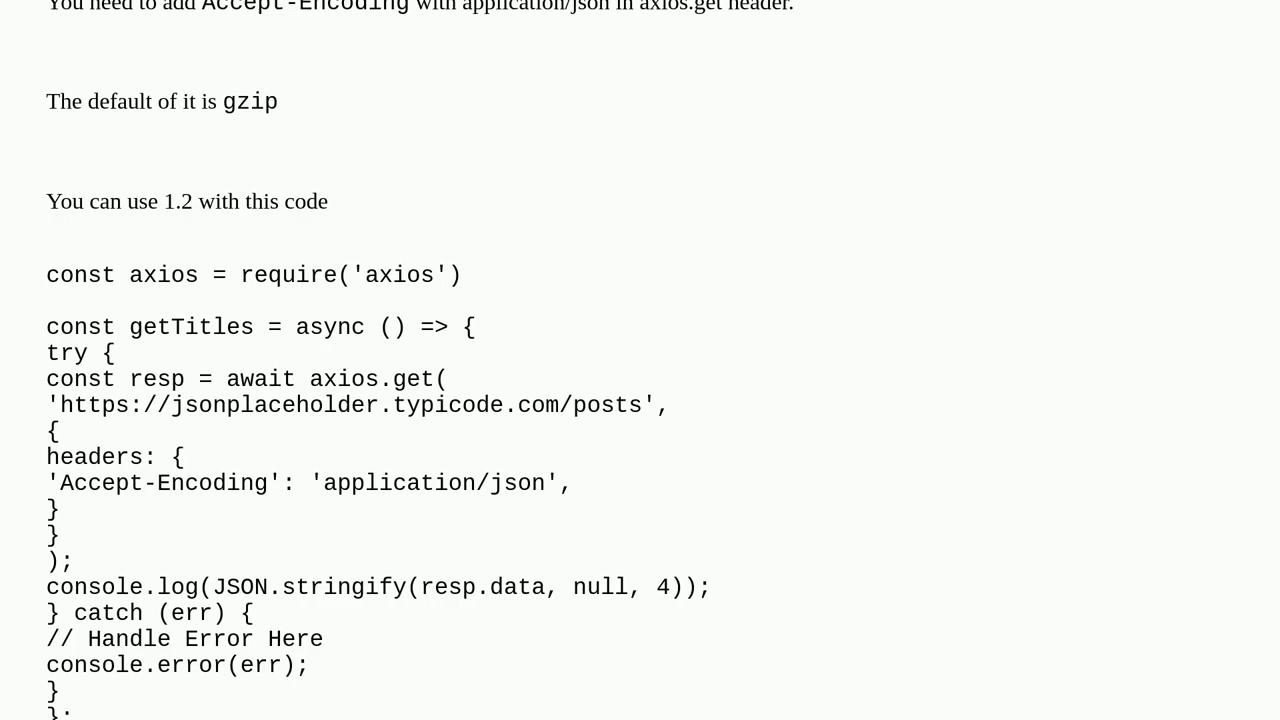 You need to add Accept-Encoding with application/json in axios.get header.
The default of it is gzip
You can use 1.2 with this code
const axios = require('axios')
const getTitles = async () => {
try {
const resp = await axios.get(
'https://jsonplaceholder.typicode.com/posts',
{
headers: {
'Accept-Encoding': 'application/json',
}
}
);
console.log(JSON.stringify(resp.data, null, 4));
} catch (err) {
// Handle Error Here
console.error(err);
}
};